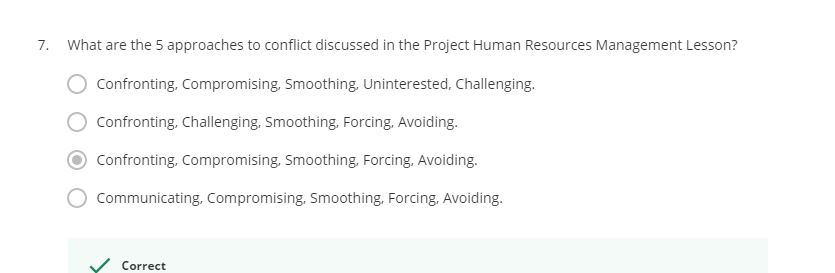 7. What are the 5 approaches to conflict discussed in the Project Human Resources Management Lesson?
Confronting, Compromising, Smoothing, Uninterested, Challenging.
Confronting, Challenging, Smoothing, Forcing, Avoiding.
Confronting, Compromising, Smoothing, Forcing, Avoiding.
Communicating, Compromising, Smoothing, Forcing, Avoiding.
Correct